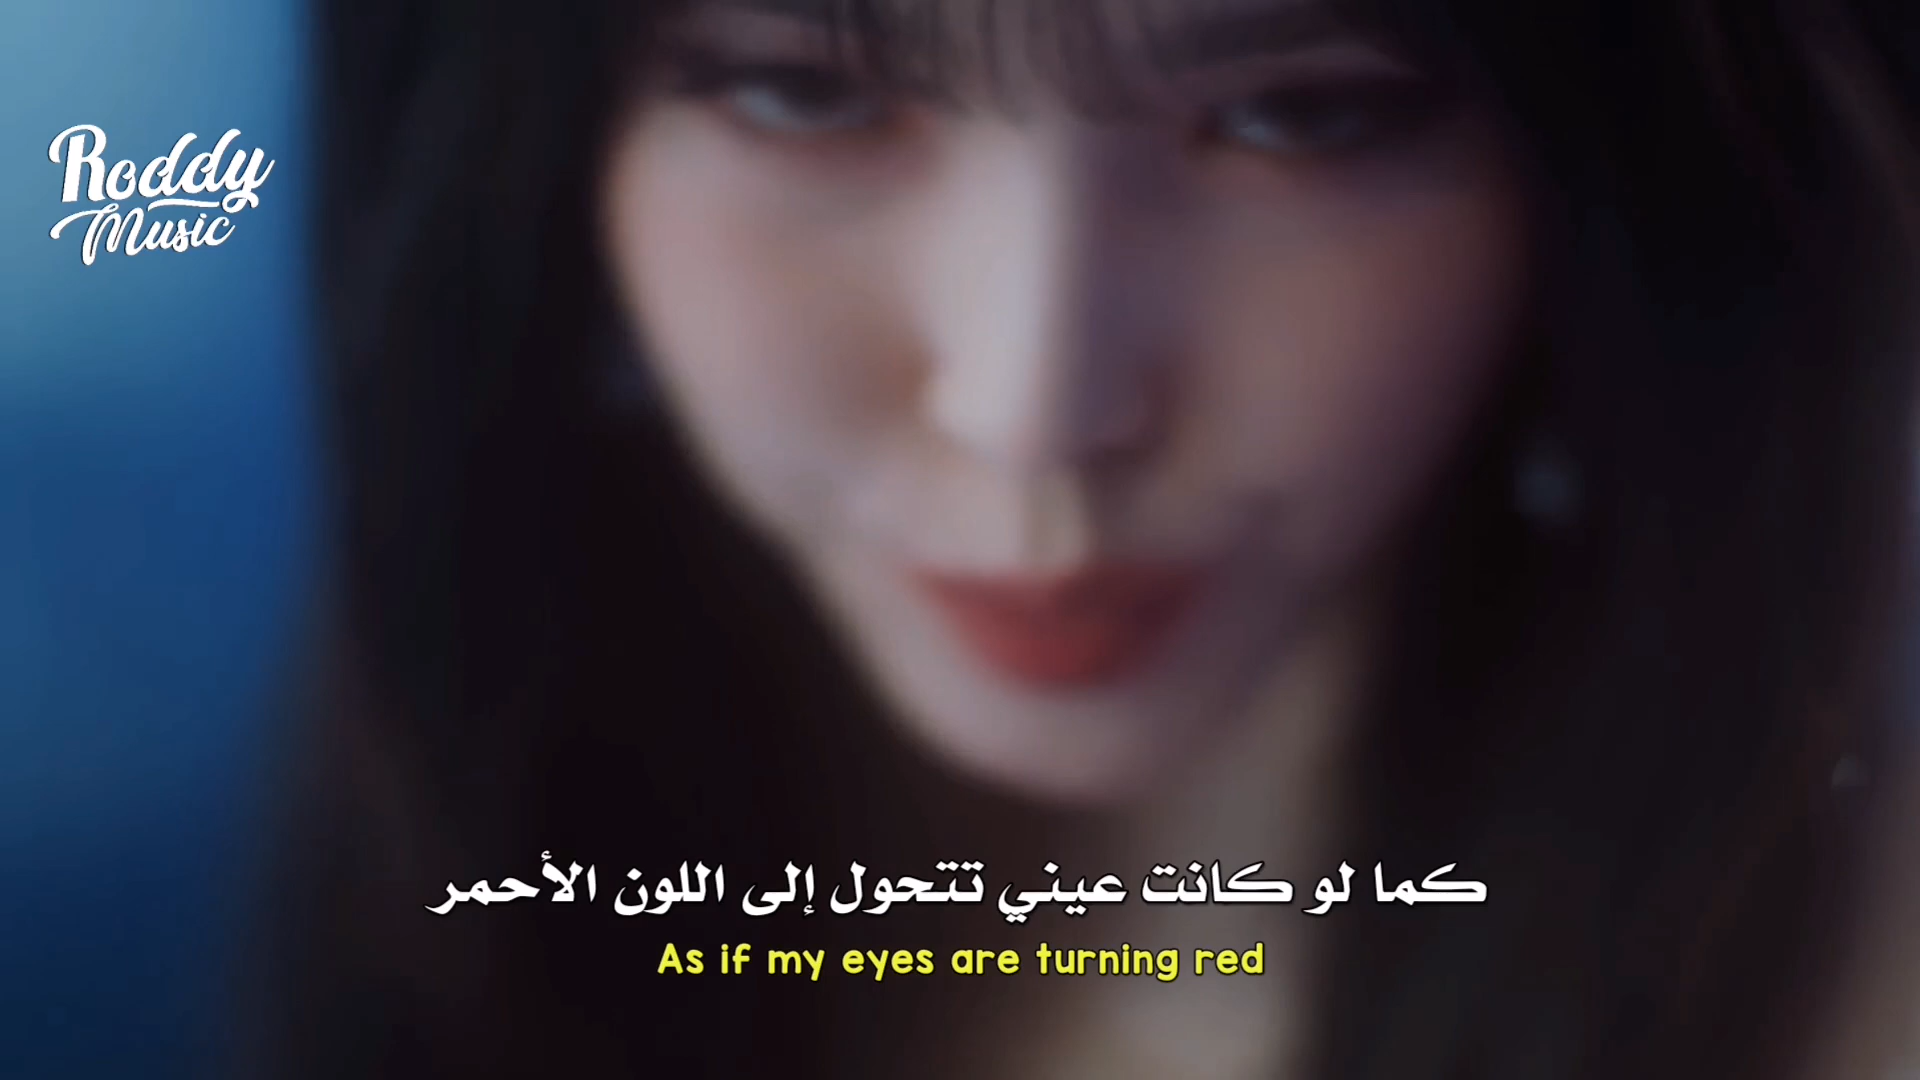 Roddy
Music
كما لو كانت عيني تتحول إلى اللون الأحمر
As if my eyes are turning red